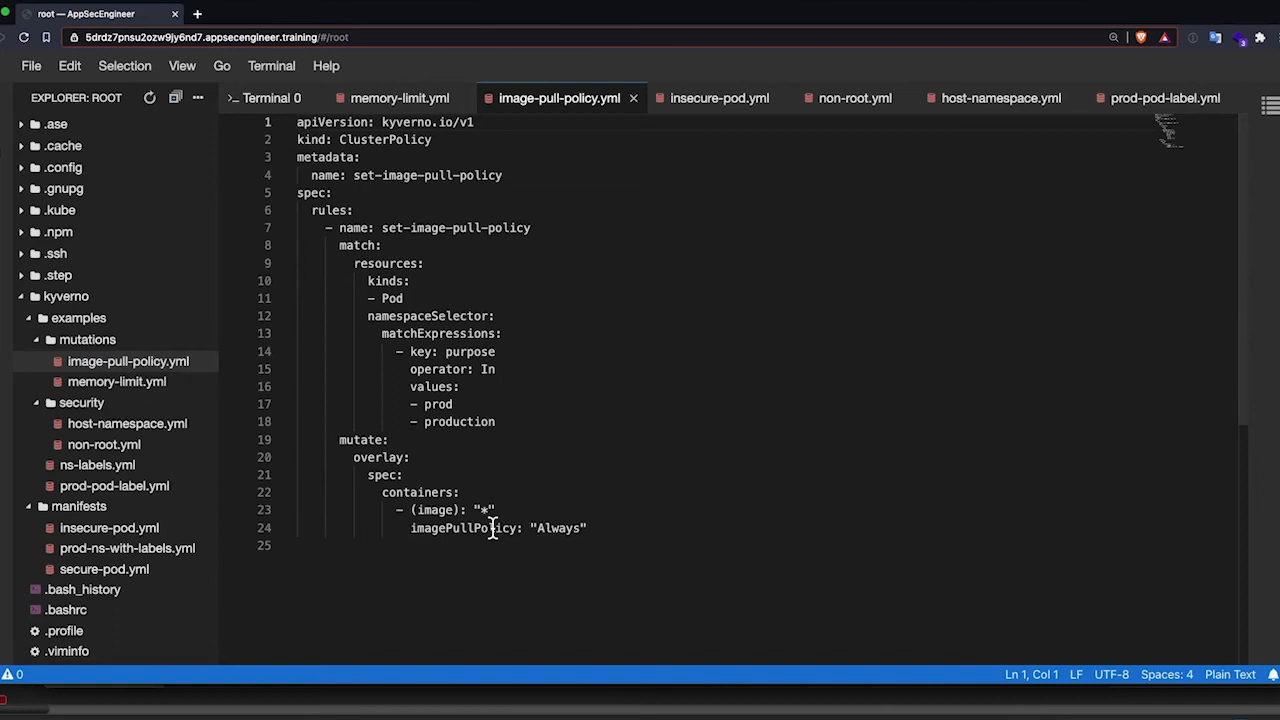 root — AppSecEngineer
5drdz7pnsu2ozw9jy6nd7.appsecengineer.training/#/root
3
File Edit Selection View Go Terminal Help
EXPLORER: ROOT
>_ Terminal 0 memory-limit.yml image-pull-policy.yml insecure-pod.yml non-root.yml host-namespace.yml prod-pod-label.yml
.ase
.cache
.config
.gnupg
.kube
.npm
.ssh
.step
kyverno
examples
mutations
image-pull-policy.yml
memory-limit.yml
security
host-namespace.yml
non-root.yml
ns-labels.yml
prod-pod-label.yml
manifests
insecure-pod.yml
prod-ns-with-labels.yml
secure-pod.yml
.bash_history
.bashrc
.profile
.viminfo
1 apiVersion: kyverno.io/v1
2 kind: ClusterPolicy
3 metadata:
4 name: set-image-pull-policy
5 spec:
6 rules:
7 - name: set-image-pull-policy
8 match:
9 resources:
10 kinds:
11 - Pod
12 namespaceSelector:
13 matchExpressions:
14 - key: purpose
15 operator: In
16 values:
17 - prod
18 - production
19 mutate:
20 overlay:
21 spec:
22 containers:
23 - (image): "*"
24 imagePullPolicy: "Always"
25
0
Ln 1, Col 1 LF UTF-8 Spaces: 4 Plain Text